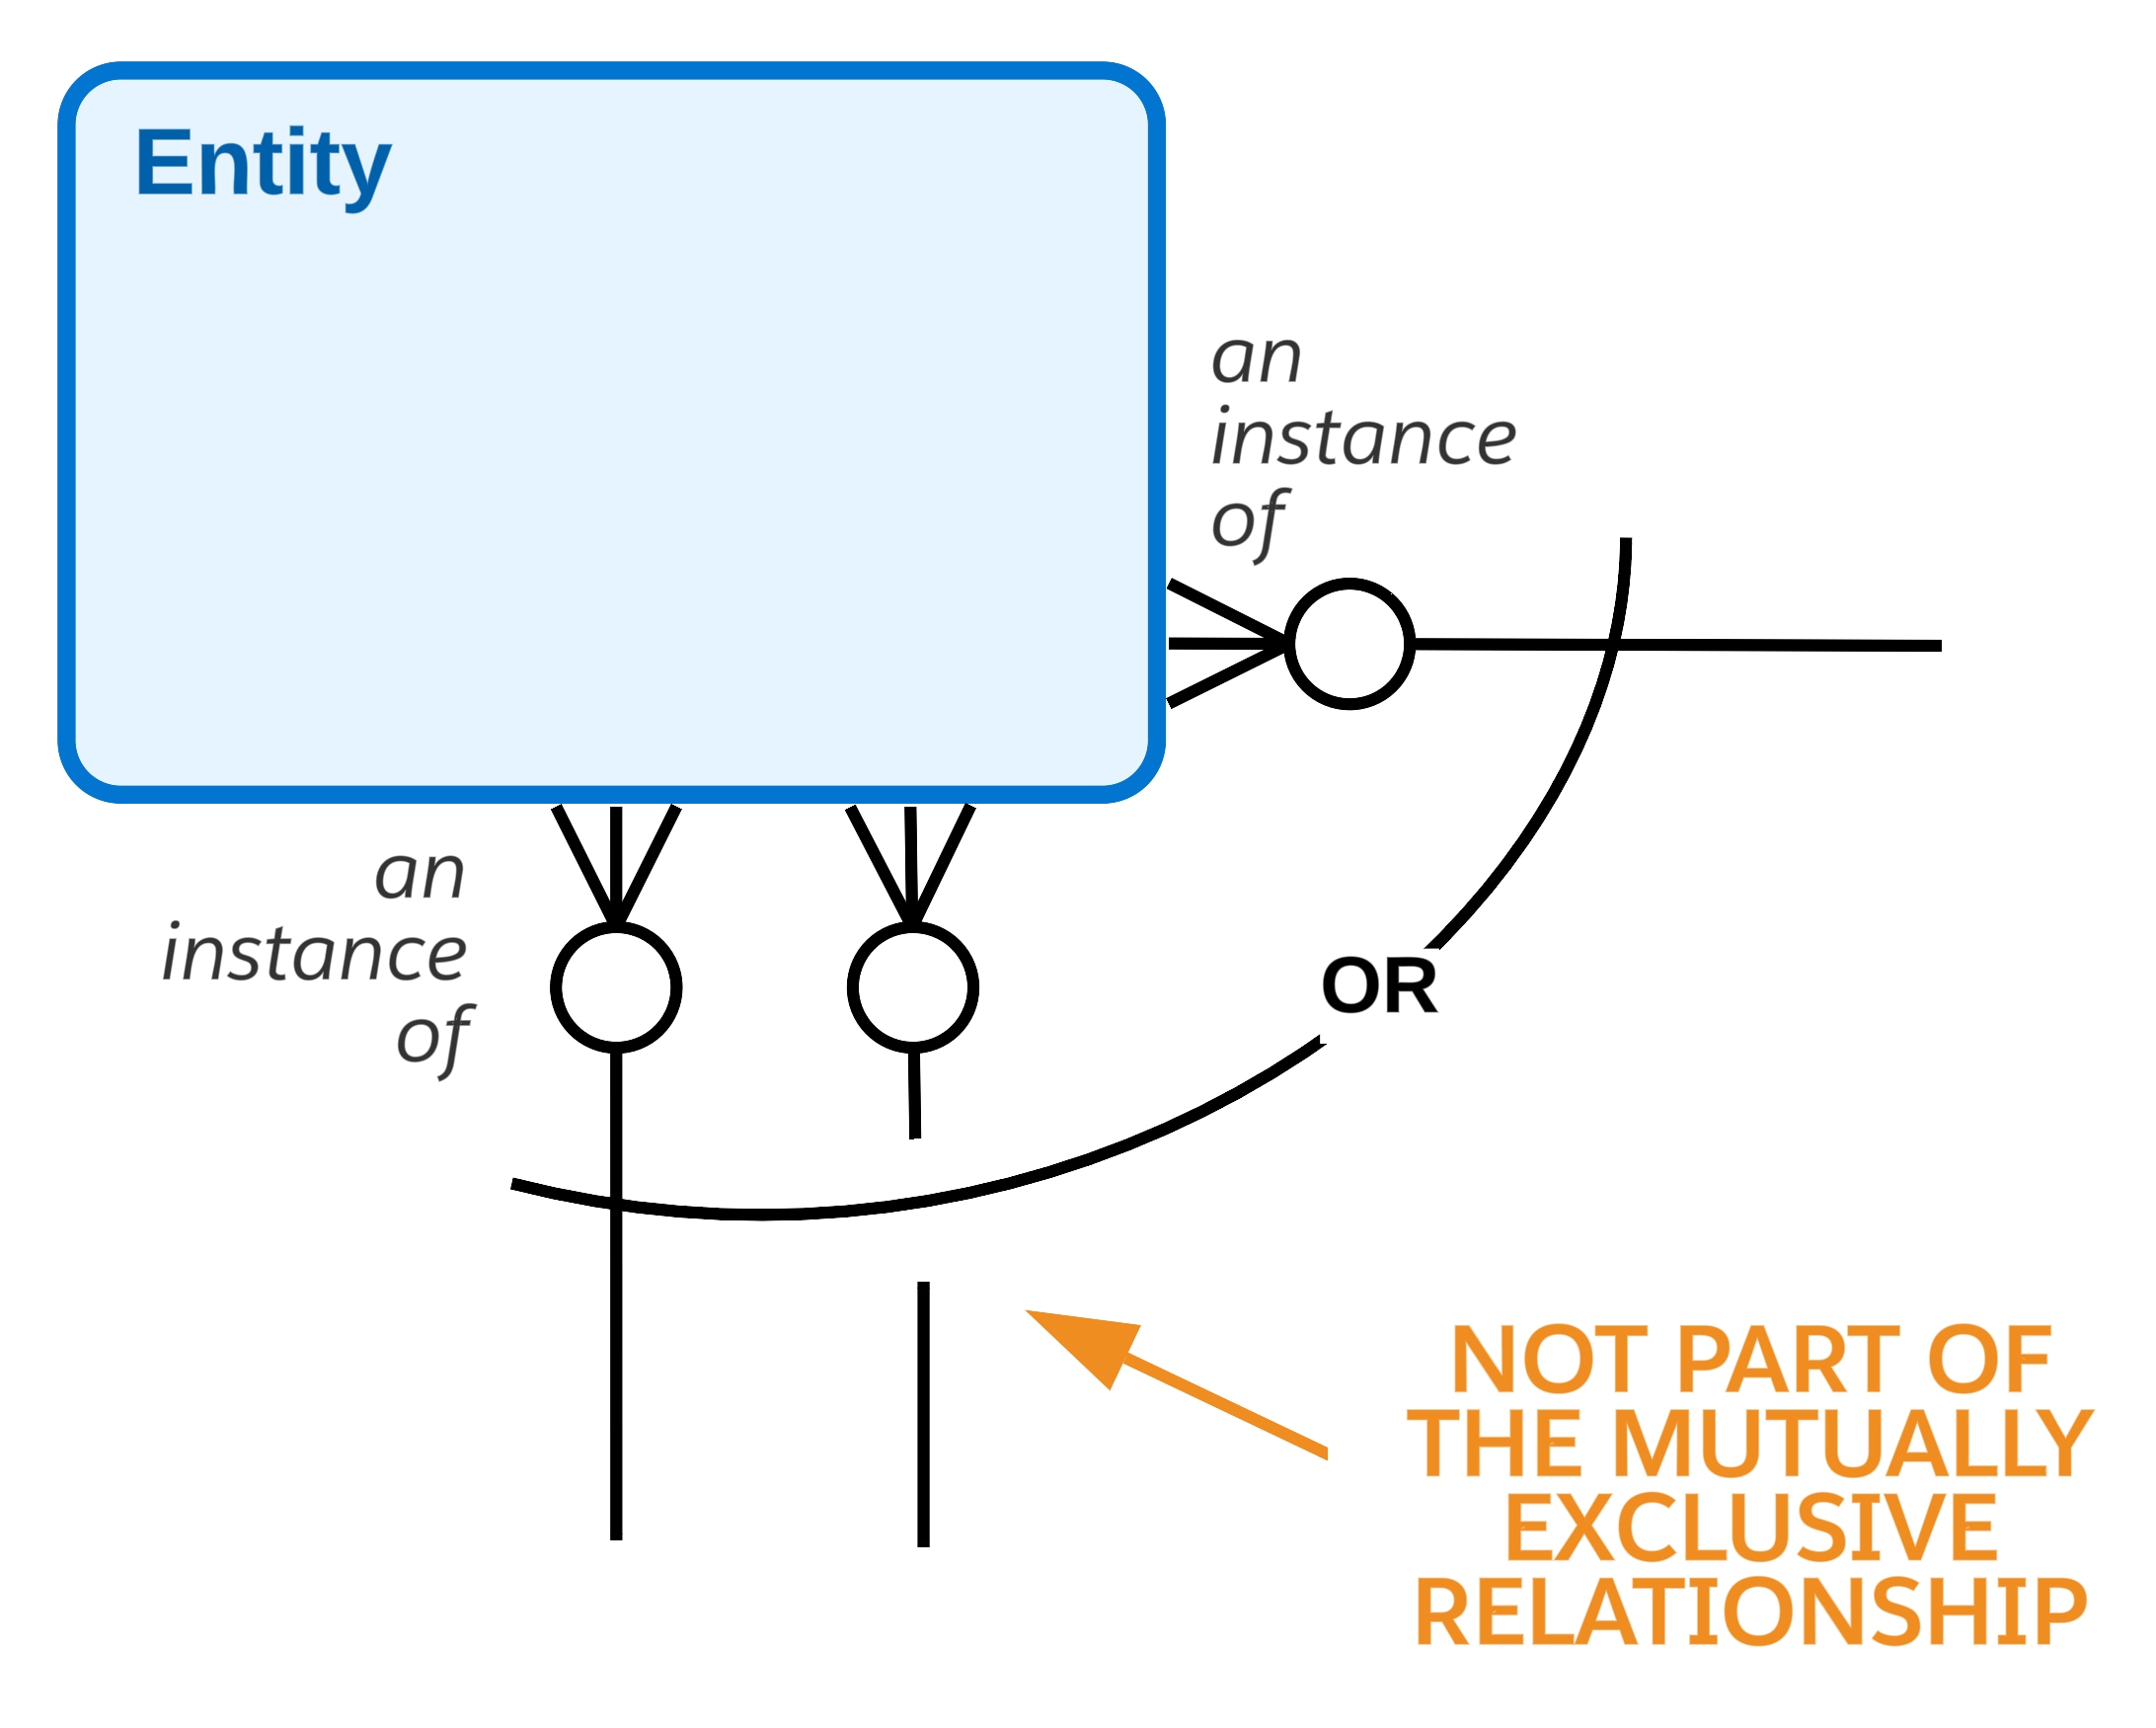 Entity
an
instance
of
an
instance
of
OR
NOT PART OF
THE MUTUALLY
EXCLUSIVE
RELATIONSHIP